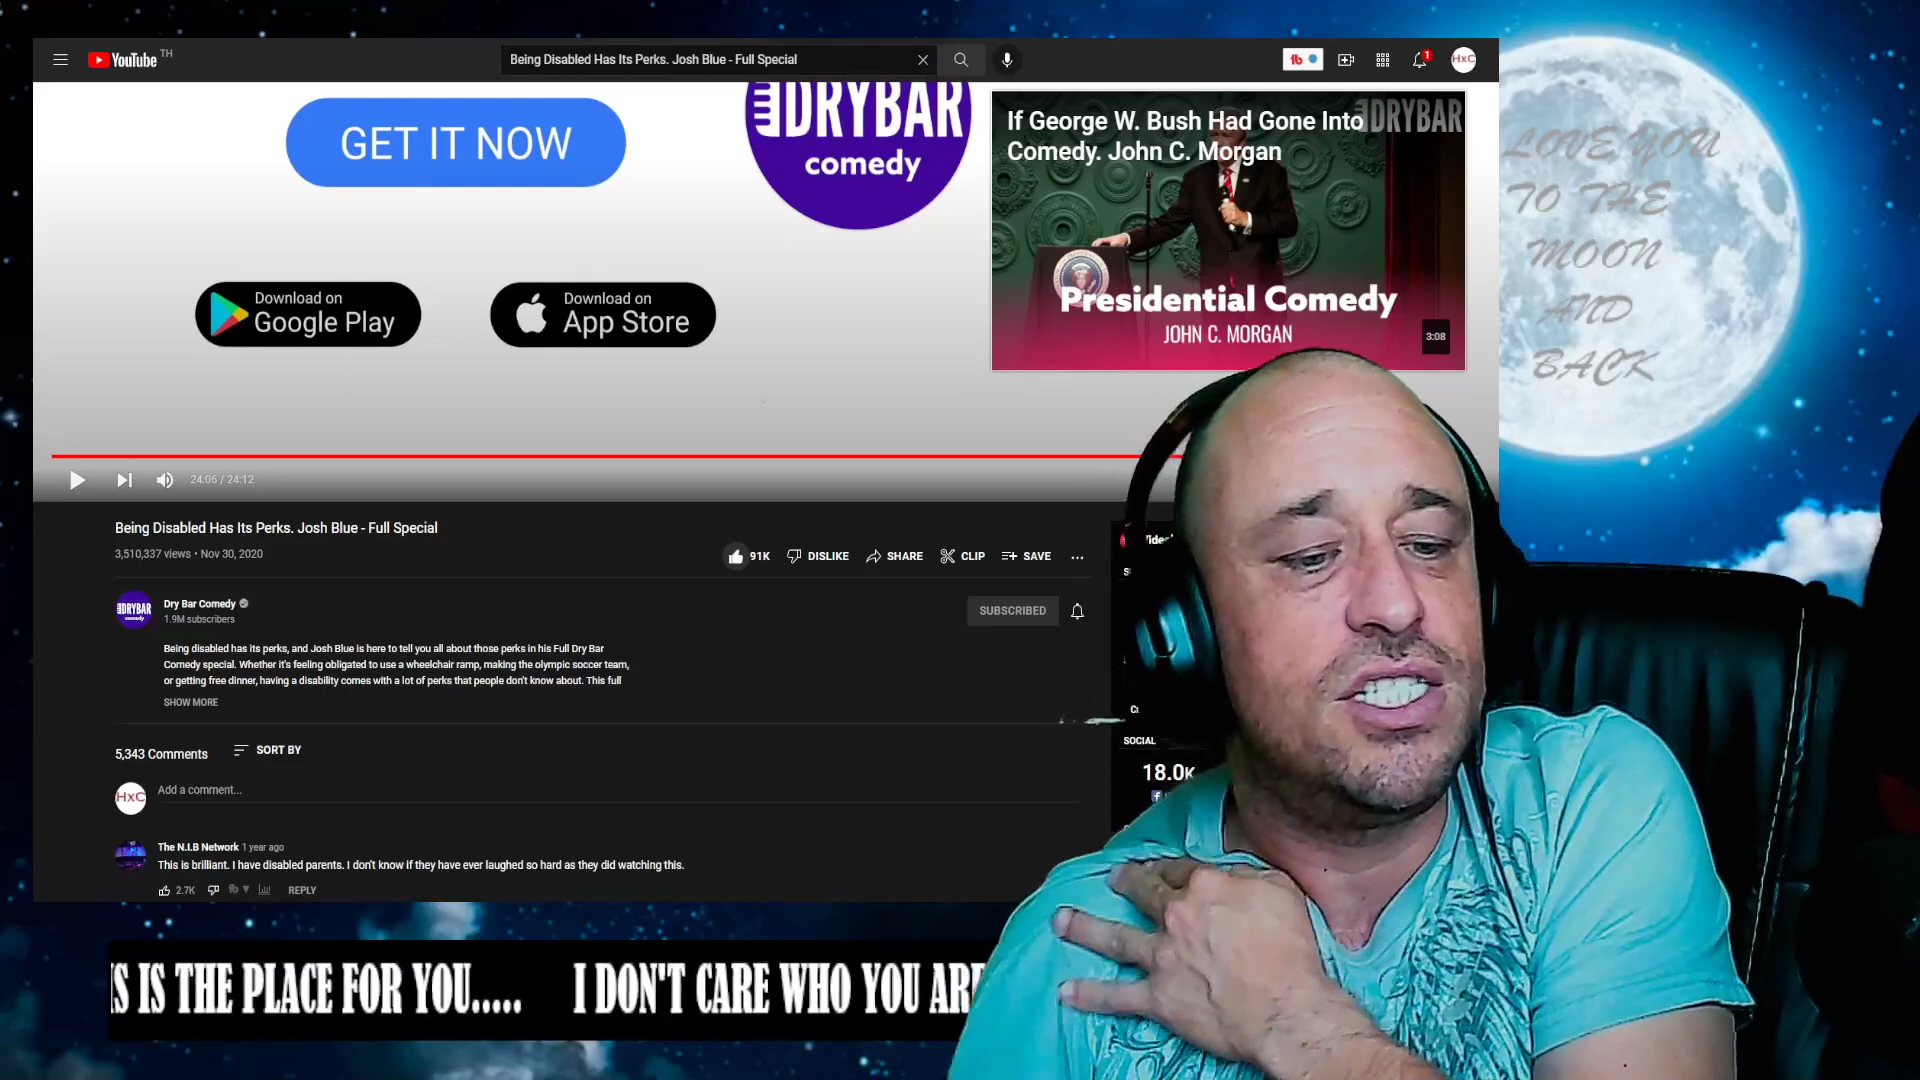 YouTube TH
Being Disabled Has Its Perks. Josh Blue - Full Special
1
HxC
GET IT NOW
DRYBAR
comedy
Download on
Google Play
Download on
App Store
If George W. Bush Had Gone Into
Comedy. John C. Morgan
DRYBAR
Presidential Comedy
JOHN C. MORGAN
3:08
LOVE YOU
TO THE
MOON
AND
BACK
24:06 / 24:12
Being Disabled Has Its Perks. Josh Blue - Full Special
3,510,337 views • Nov 30, 2020
91K DISLIKE SHARE CLIP SAVE ...
DRYBAR
comedy
Dry Bar Comedy
1.9M subscribers
SUBSCRIBED
Being disabled has its perks, and Josh Blue is here to tell you all about those perks in his Full Dry Bar
Comedy special. Whether it's feeling obligated to use a wheelchair ramp, making the olympic soccer team,
or getting free dinner, having a disability comes with a lot of perks that people don't know about. This full
SHOW MORE
5,343 Comments SORT BY
HxC
Add a comment...
The N.I.B Network 1 year ago
This is brilliant. I have disabled parents. I don't know if they have ever laughed so hard as they did watching this.
2.7K REPLY
SOCIAL
18.0K
S IS THE PLACE FOR YOU..... I DON'T CARE WHO YOU ARE